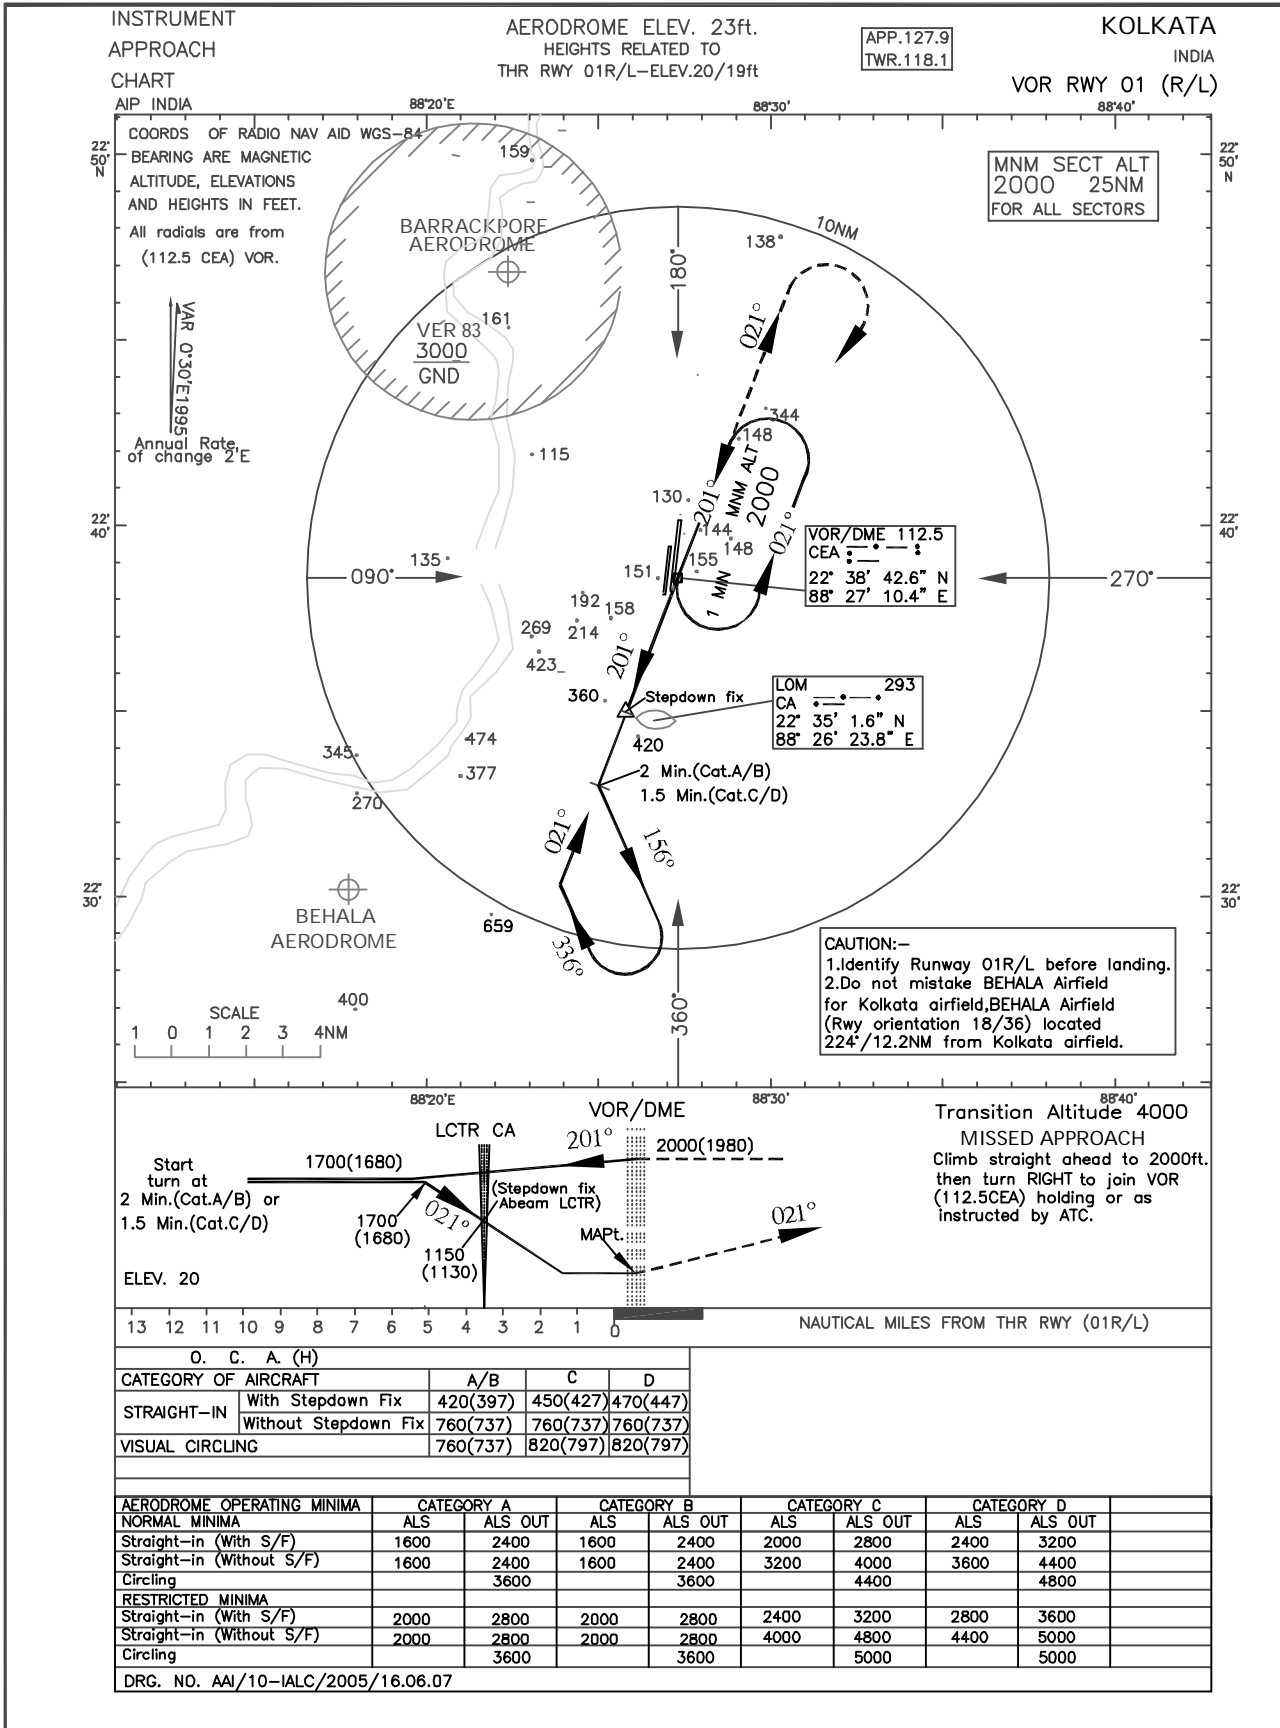 INSTRUMENT
APPROACH
CHART
AIP INDIA
AERODROME ELEV. 23ft.
HEIGHTS RELATED TO
THR RWY 01R/L-ELEV.20/19ft
APP.127.9
TWR.118.1
KOLKATA
INDIA
VOR RWY 01 (R/L)
88°20'E 88°30' 88°40'
COORDS OF RADIO NAV AID WGS-84
BEARING ARE MAGNETIC
ALTITUDE, ELEVATIONS
AND HEIGHTS IN FEET.
All radials are from
(112.5 CEA) VOR.
22° 50' N
22° 50' N
MNM SECT ALT
2000 25NM
FOR ALL SECTORS
159
BARRACKPORE
AERODROME
161
VER 83
3000
GND
VAR 0°30'E1995
Annual Rate
of change 2'E
180°
138
10NM
021°
344
148
115
130
201°
MNM ALT
2000
144
148
021°
155
151
1 MIN
22° 40'
22° 40'
VOR/DME 112.5
CEA
22° 38' 42.6" N
88° 27' 10.4" E
135
090°
270°
192
158
214
269
423
201°
360
Stepdown fix
LOM 293
CA
22° 35' 1.6" N
88° 26' 23.8" E
420
474
345
377
270
2 Min.(Cat.A/B)
1.5 Min.(Cat.C/D)
021°
156°
336°
22° 30'
22° 30'
BEHALA
AERODROME
659
400
360°
CAUTION:-
1.Identify Runway 01R/L before landing.
2.Do not mistake BEHALA Airfield
for Kolkata airfield,BEHALA Airfield
(Rwy orientation 18/36) located
224°/12.2NM from Kolkata airfield.
SCALE
1 0 1 2 3 4NM
88°20'E 88°30' 88°40'
VOR/DME
LCTR CA
201°
2000(1980)
1700(1680)
Start
turn at
2 Min.(Cat.A/B) or
1.5 Min.(Cat.C/D)
(Stepdown fix
Abeam LCTR)
021°
1700
(1680)
1150
(1130)
MAPt.
021°
ELEV. 20
Transition Altitude 4000
MISSED APPROACH
Climb straight ahead to 2000ft.
then turn RIGHT to join VOR
(112.5CEA) holding or as
instructed by ATC.
13 12 11 10 9 8 7 6 5 4 3 2 1 0
NAUTICAL MILES FROM THR RWY (01R/L)
O. C. A. (H)
CATEGORY OF AIRCRAFT A/B C D
STRAIGHT-IN With Stepdown Fix 420(397) 450(427) 470(447)
Without Stepdown Fix 760(737) 760(737) 760(737)
VISUAL CIRCLING 760(737) 820(797) 820(797)
AERODROME OPERATING MINIMA CATEGORY A CATEGORY B CATEGORY C CATEGORY D
NORMAL MINIMA ALS ALS OUT ALS ALS OUT ALS ALS OUT ALS ALS OUT
Straight-in (With S/F) 1600 2400 1600 2400 2000 2800 2400 3200
Straight-in (Without S/F) 1600 2400 1600 2400 3200 4000 3600 4400
Circling 3600 3600 4400 4800
RESTRICTED MINIMA
Straight-in (With S/F) 2000 2800 2000 2800 2400 3200 2800 3600
Straight-in (Without S/F) 2000 2800 2000 2800 4000 4800 4400 5000
Circling 3600 3600 5000 5000
DRG. NO. AAI/10-IALC/2005/16.06.07